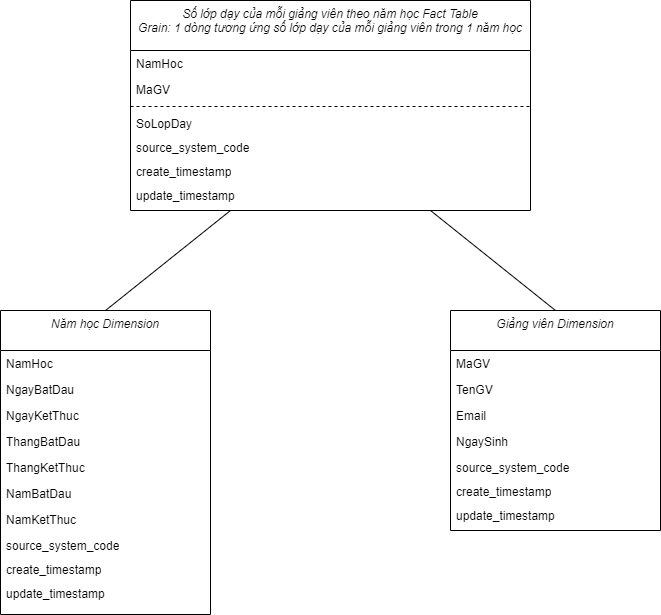 Số lớp dạy của mỗi giảng viên theo năm học Fact Table
Grain: 1 dòng tương ứng số lớp dạy của mỗi giảng viên trong 1 năm học
NamHoc
MaGV
SoLopDay
source_system_code
create_timestamp
update_timestamp
Năm học Dimension
NamHoc
NgayBatDau
NgayKetThuc
ThangBatDau
ThangKetThuc
NamBatDau
NamKetThuc
source_system_code
create_timestamp
update_timestamp
Giảng viên Dimension
MaGV
TenGV
Email
NgaySinh
source_system_code
create_timestamp
update_timestamp